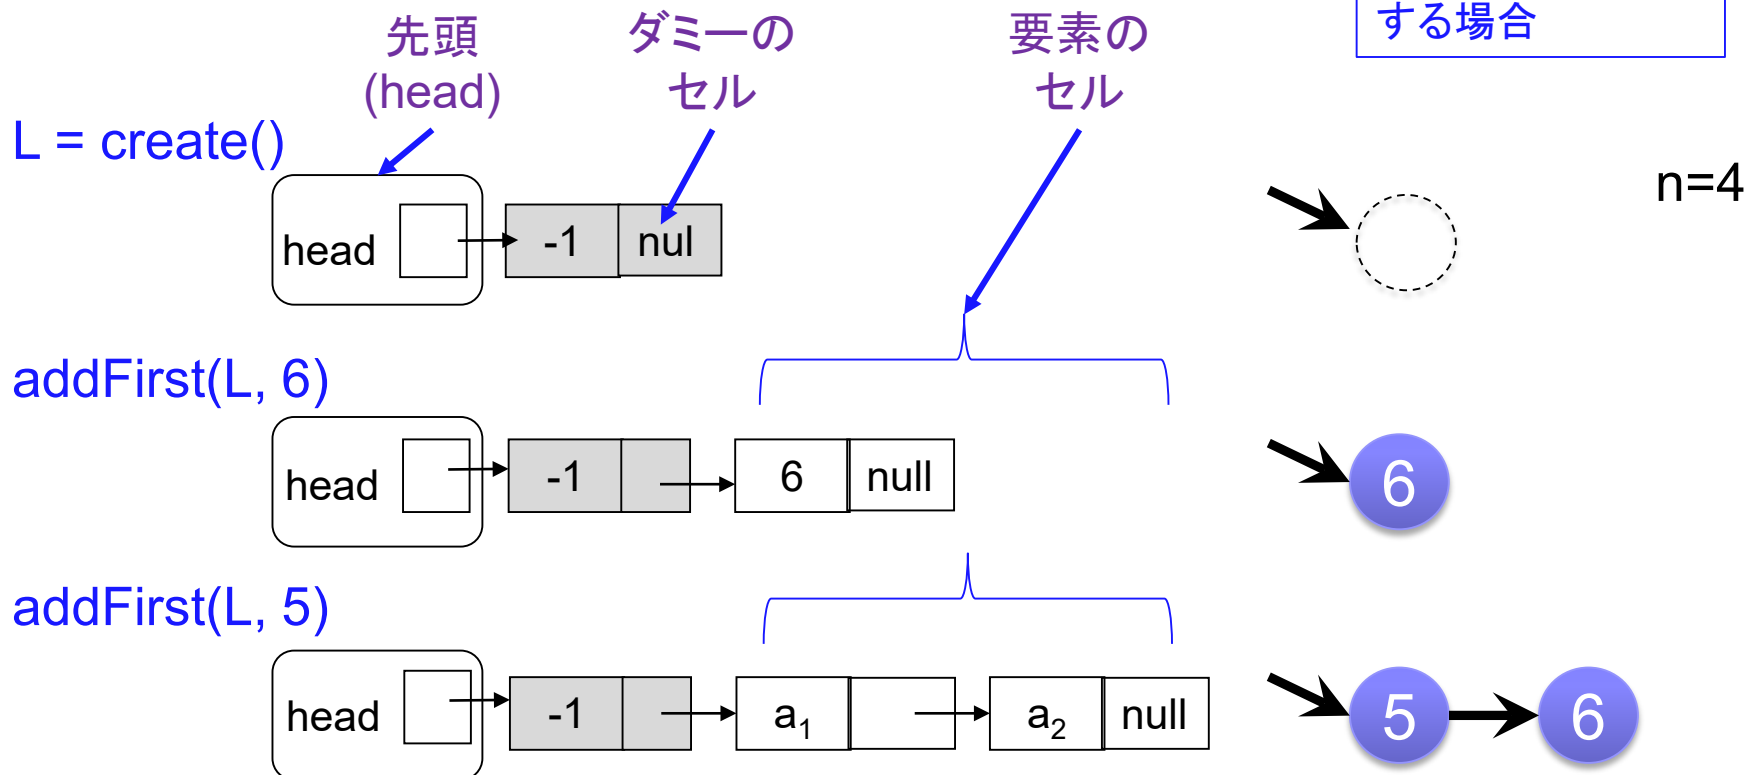 する場合
先頭
(head)
ダミーの
セル
要素の
セル
L = create()
n=4
head
-1
nul
addFirst(L, 6)
head
-1
6
null
6
addFirst(L, 5)
head
-1
a₁
a₂
null
5
6